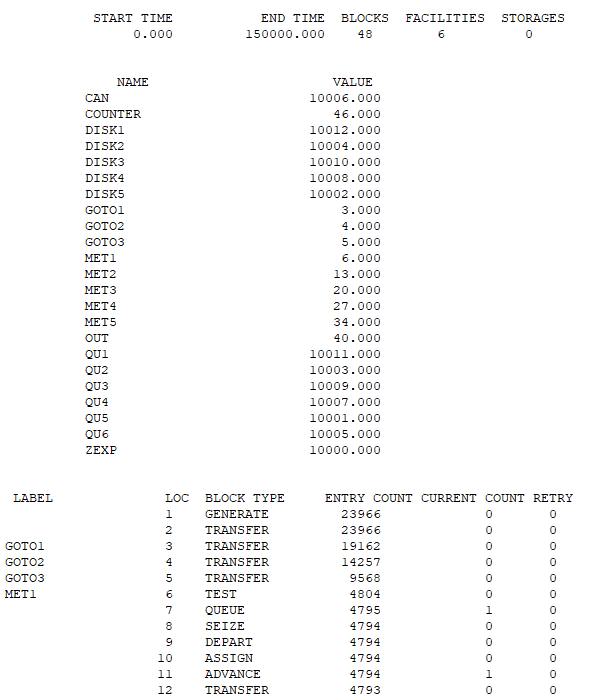 START TIME END TIME BLOCKS FACILITIES STORAGES
0.000 150000.000 48 6 0
NAME VALUE
CAN 10006.000
COUNTER 46.000
DISK1 10012.000
DISK2 10004.000
DISK3 10010.000
DISK4 10008.000
DISK5 10002.000
GOTO1 3.000
GOTO2 4.000
GOTO3 5.000
MET1 6.000
MET2 13.000
MET3 20.000
MET4 27.000
MET5 34.000
OUT 40.000
QU1 10011.000
QU2 10003.000
QU3 10009.000
QU4 10007.000
QU5 10001.000
QU6 10005.000
ZEXP 10000.000
LABEL LOC BLOCK TYPE ENTRY COUNT CURRENT COUNT RETRY
1 GENERATE 23966 0 0
2 TRANSFER 23966 0 0
GOTO1 3 TRANSFER 19162 0 0
GOTO2 4 TRANSFER 14257 0 0
GOTO3 5 TRANSFER 9568 0 0
MET1 6 TEST 4804 0 0
7 QUEUE 4795 1 0
8 SEIZE 4794 0 0
9 DEPART 4794 0 0
10 ASSIGN 4794 0 0
11 ADVANCE 4794 1 0
12 TRANSFER 4793 0 0